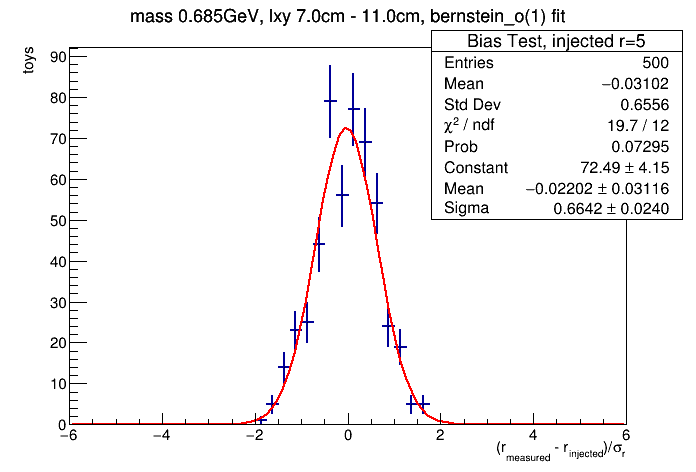 mass 0.685GeV, lxy 7.0cm - 11.0cm, bernstein_o(1) fit
Bias Test, injected r=5
Entries 500
Mean −0.03102
Std Dev 0.6556
χ² / ndf 19.7 / 12
Prob 0.07295
Constant 72.49 ± 4.15
Mean −0.02202 ± 0.03116
Sigma 0.6642 ± 0.0240
toys
90
80
70
60
50
40
30
20
10
0
−6 −4 −2 0 2 4 6
(r_measured - r_injected)/σ_r